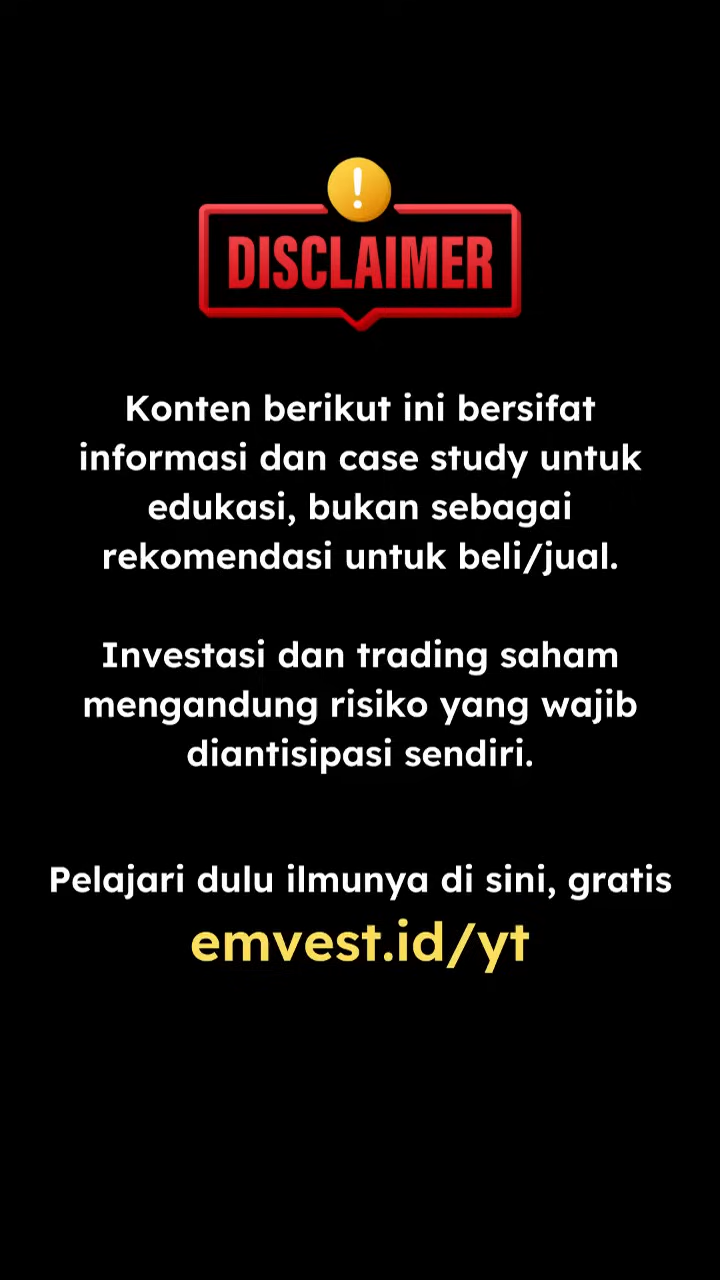 !
DISCLAIMER
Konten berikut ini bersifat
informasi dan case study untuk
edukasi, bukan sebagai
rekomendasi untuk beli/jual.
Investasi dan trading saham
mengandung risiko yang wajib
diantisipasi sendiri.
Pelajari dulu ilmunya di sini, gratis
emvest.id/yt